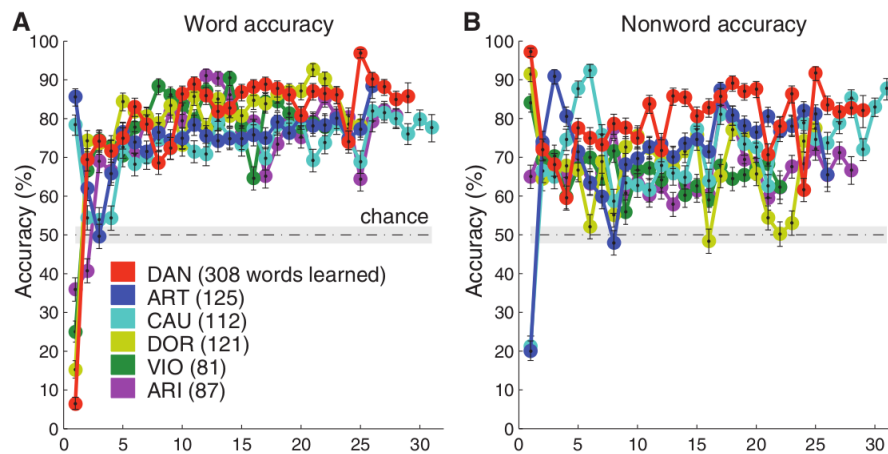 A Word accuracy
Accuracy (%)
100
90
80
70
60
50
40
30
20
10
0
chance
DAN (308 words learned)
ART (125)
CAU (112)
DOR (121)
VIO (81)
ARI (87)
0 5 10 15 20 25 30
B Nonword accuracy
Accuracy (%)
100
90
80
70
60
50
40
30
20
10
0
0 5 10 15 20 25 30